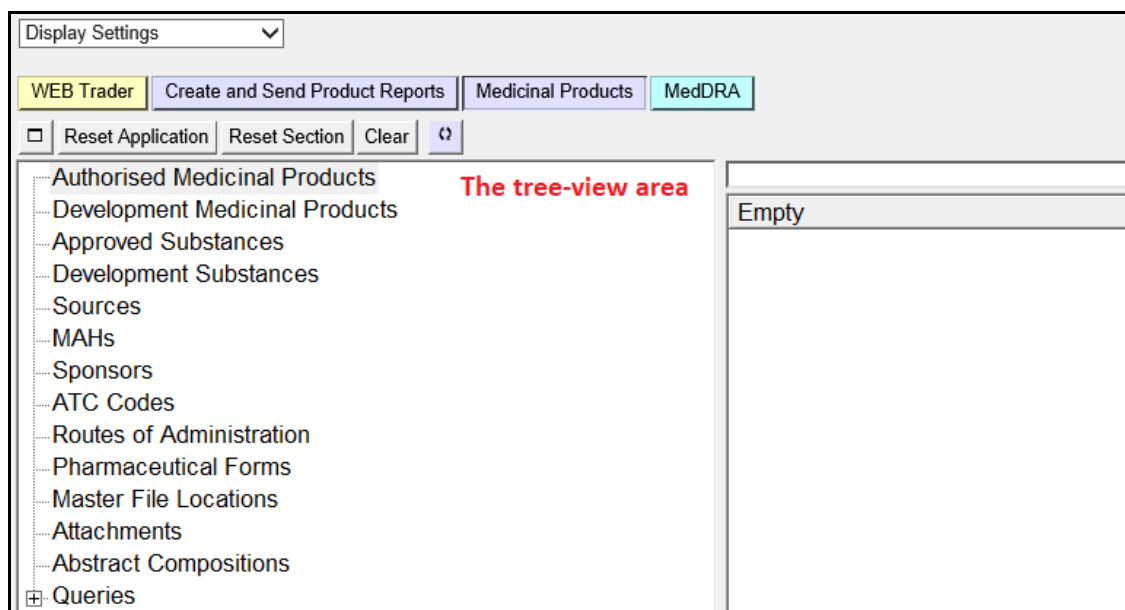 Display Settings
WEB Trader Create and Send Product Reports Medicinal Products MedDRA
Reset Application Reset Section Clear
Authorised Medicinal Products
The tree-view area
Development Medicinal Products
Empty
Approved Substances
Development Substances
Sources
MAHs
Sponsors
ATC Codes
Routes of Administration
Pharmaceutical Forms
Master File Locations
Attachments
Abstract Compositions
Queries